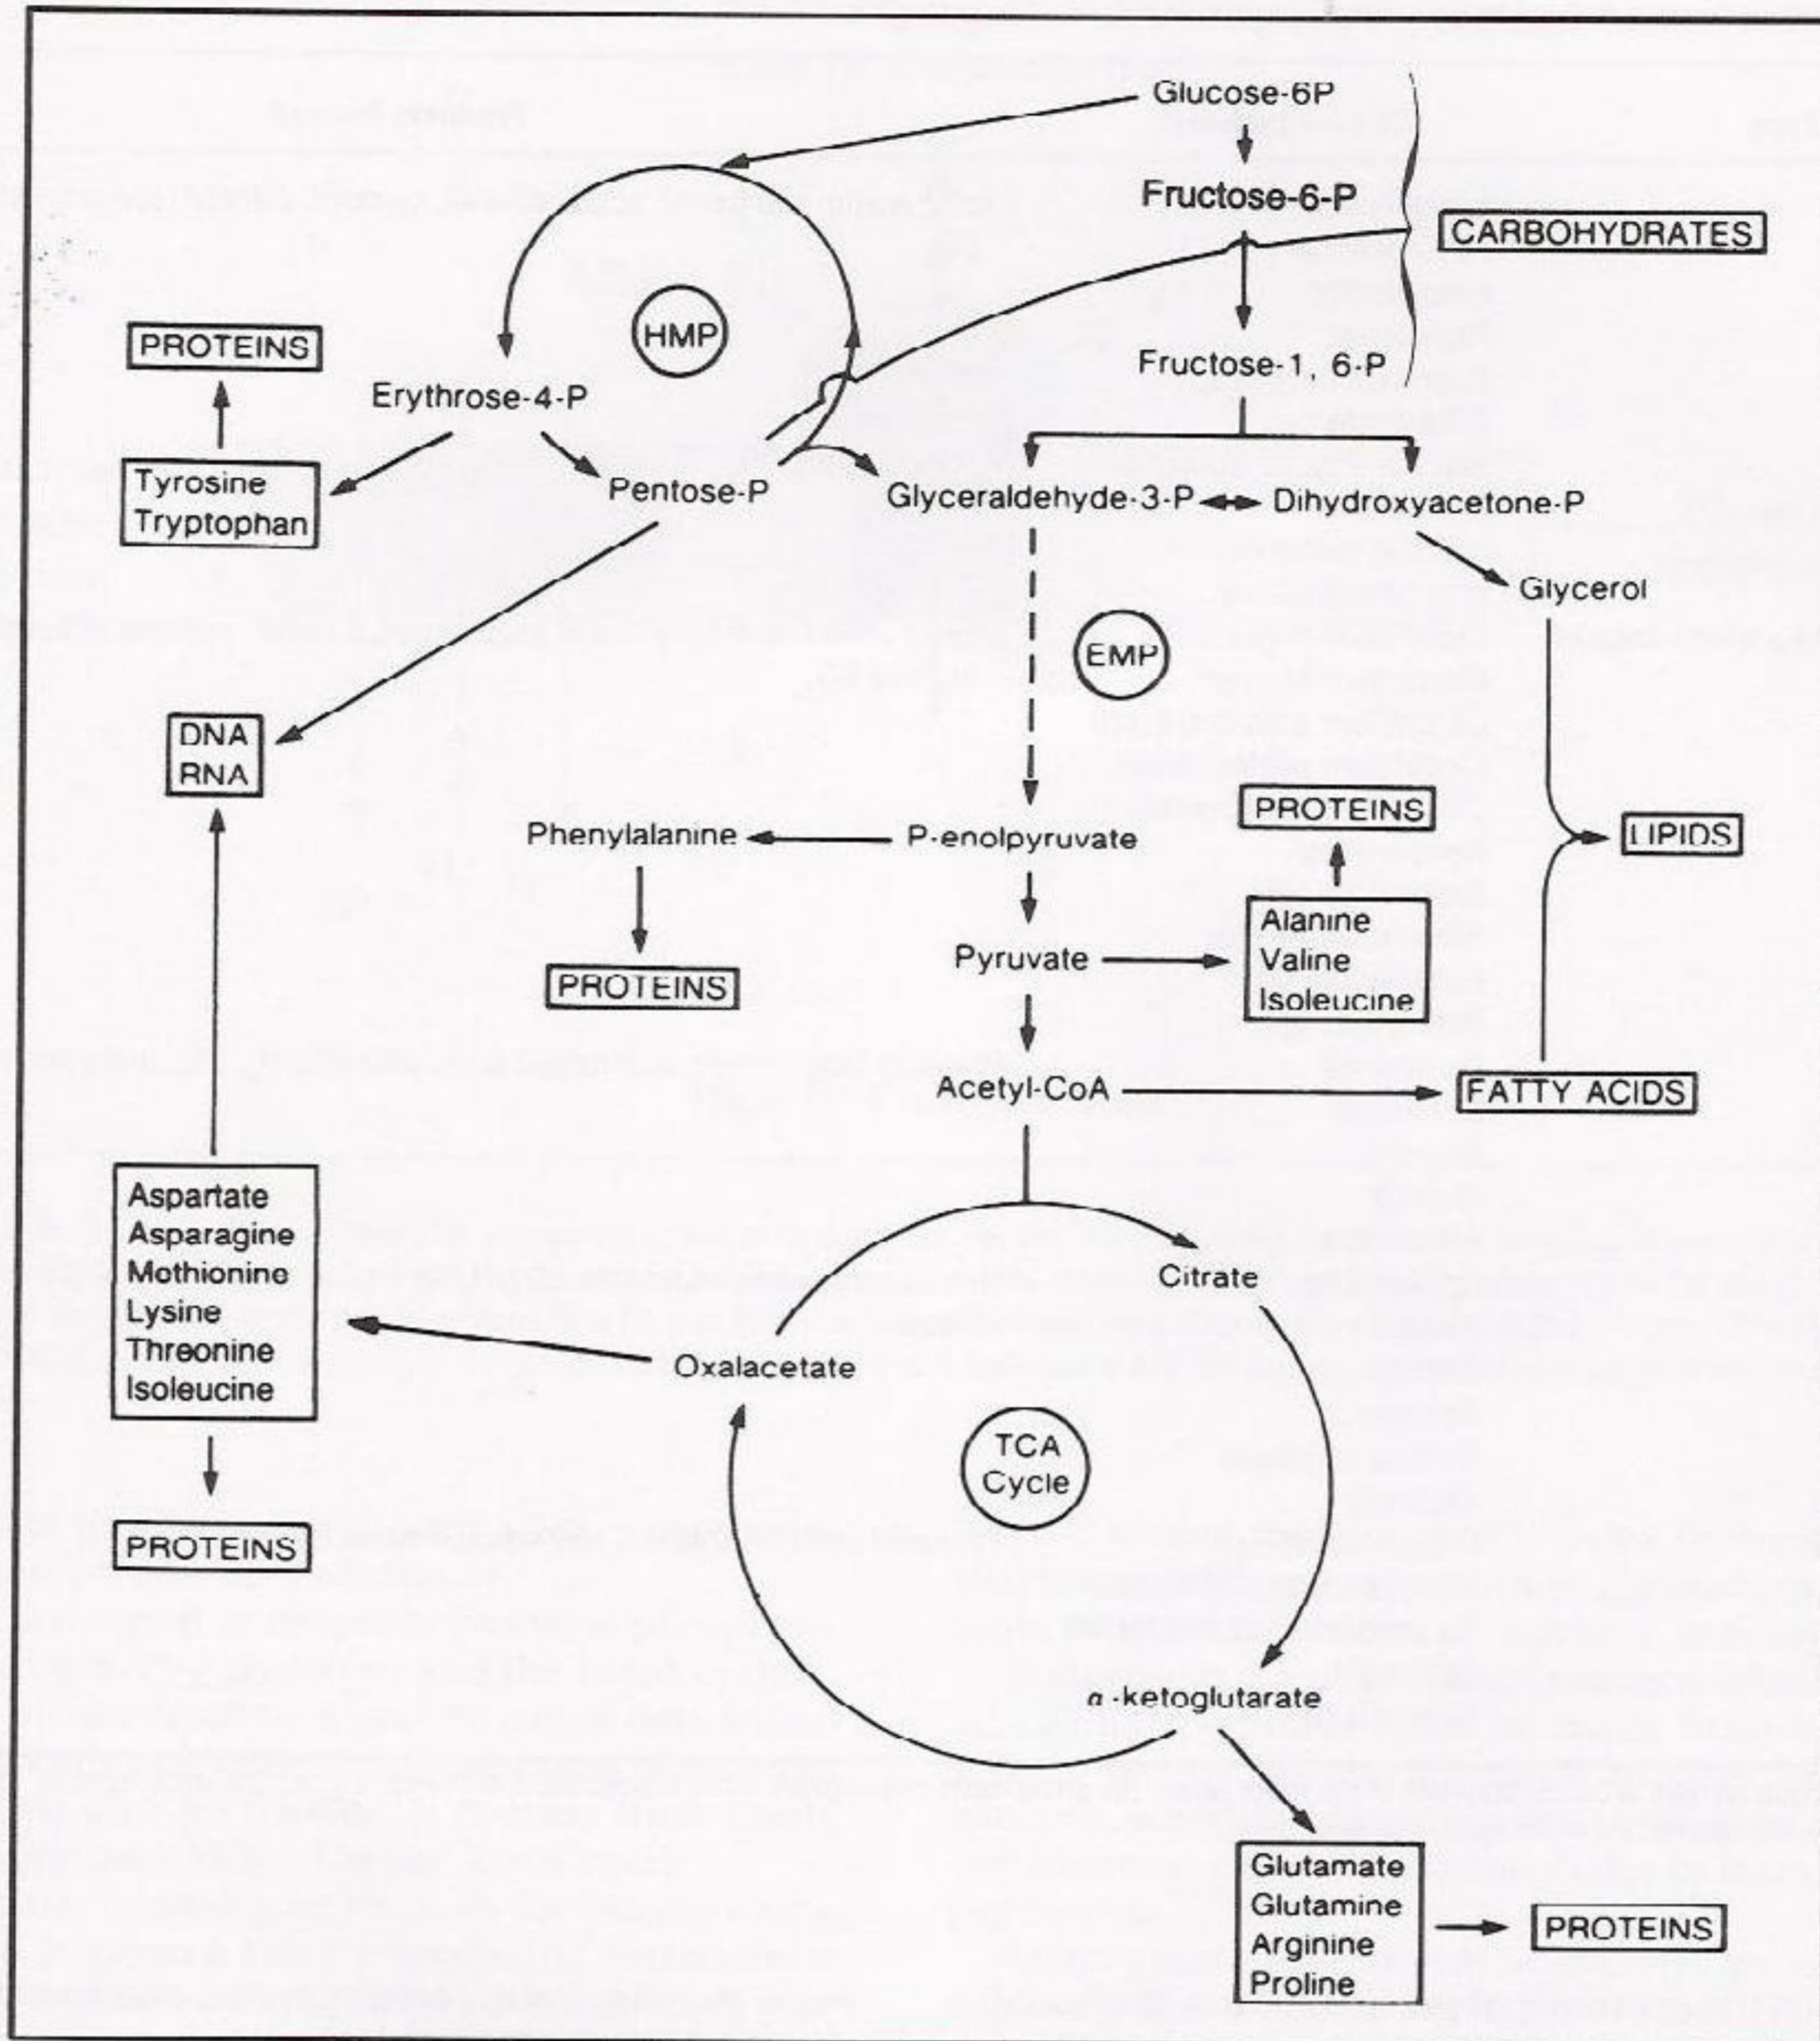 Glucose-6P
Fructose-6-P
CARBOHYDRATES
HMP
Fructose-1, 6-P
PROTEINS
Erythrose-4-P
Tyrosine
Tryptophan
Pentose-P
Glyceraldehyde-3-P
Dihydroxyacetone-P
Glycerol
EMP
DNA
RNA
Phenylalanine
P-enolpyruvate
PROTEINS
LIPIDS
Alanine
Valine
Isoleucine
Pyruvate
PROTEINS
Acetyl-CoA
FATTY ACIDS
Aspartate
Asparagine
Mothionine
Lysine
Threonine
Isoleucine
Citrate
Oxalacetate
TCA
Cycle
PROTEINS
α-ketoglutarate
Glutamate
Glutamine
Arginine
Proline
PROTEINS